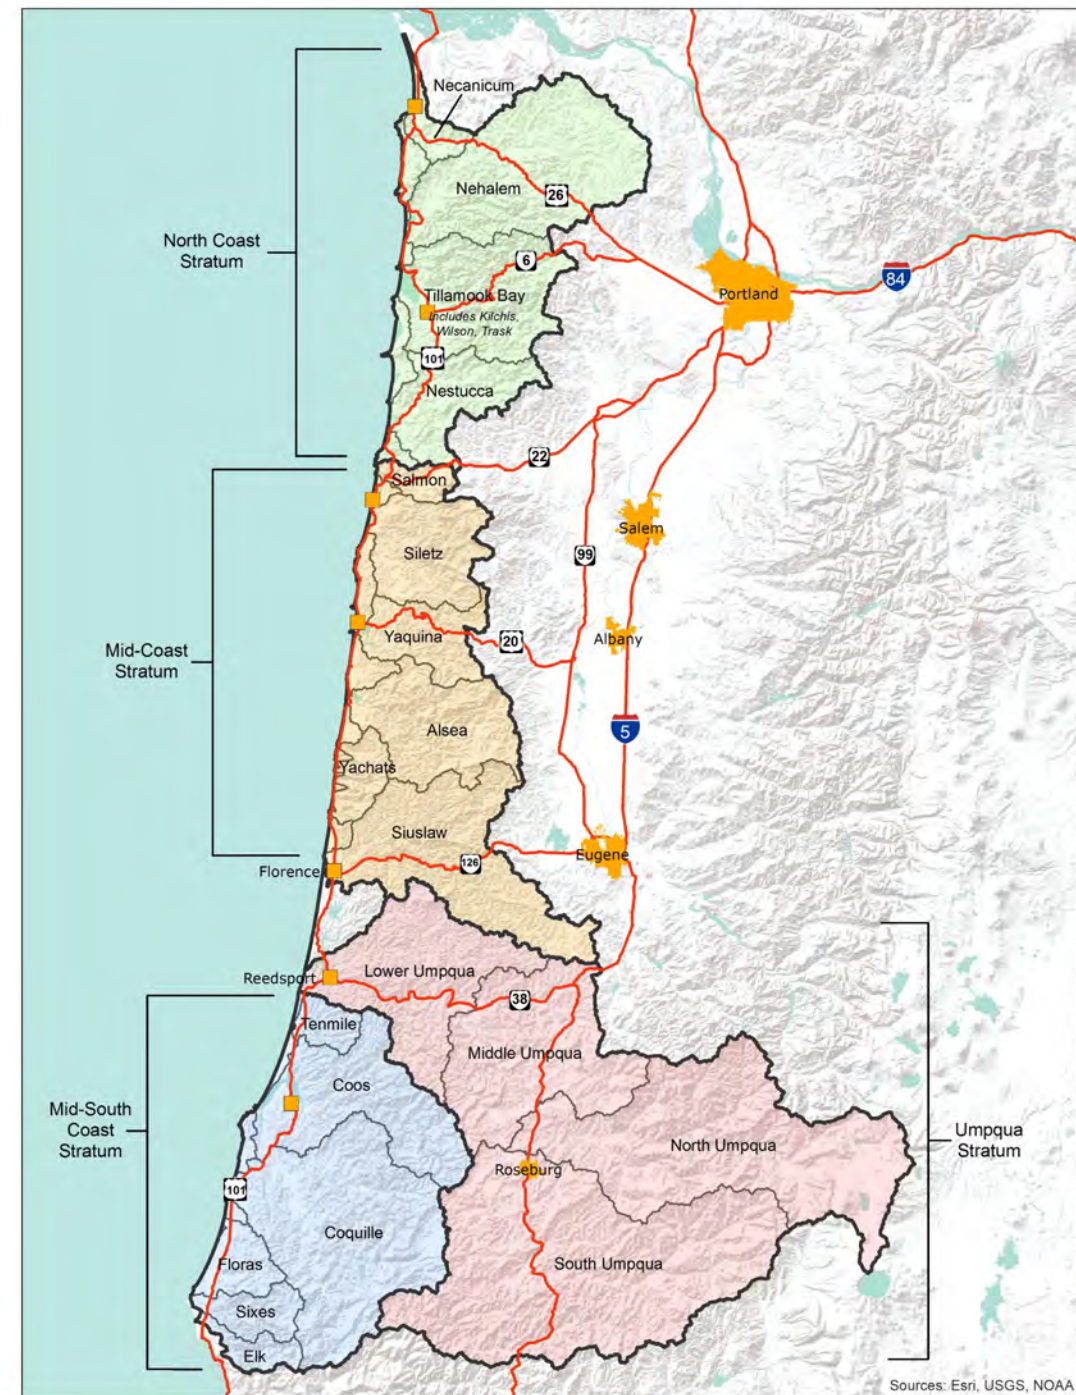 Necanicum
Nehalem
26
North Coast
Stratum
6
84
Portland
Tillamook Bay
Includes Kilchis,
Wilson, Trask
101
Nestucca
22
Salmon
Salem
Siletz
99
Yaquina
20
Albany
Mid-Coast
Stratum
Alsea
5
Yachats
Siuslaw
Eugene
126
Florence
Lower Umpqua
Reedsport
38
Tenmile
Middle Umpqua
Coos
Mid-South
Coast
Stratum
North Umpqua
Umpqua
Stratum
Roseburg
101
Coquille
Floras
South Umpqua
Sixes
Elk
Sources: Esri, USGS, NOAA